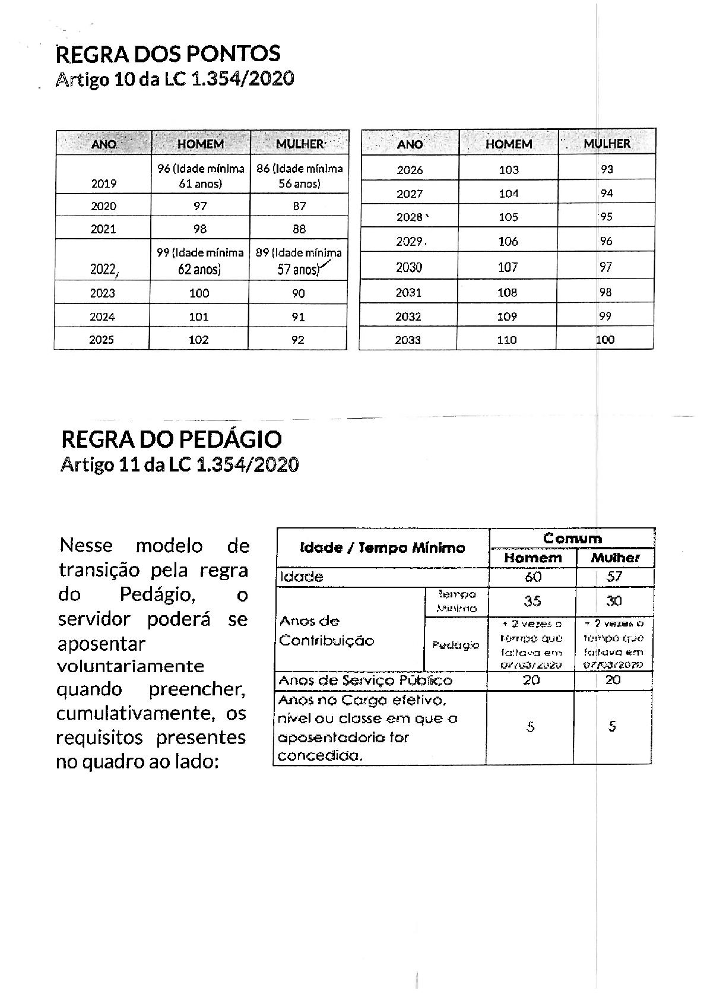 REGRA DOS PONTOS
Artigo 10 da LC 1.354/2020
ANO HOMEM MULHER
2019 96 (Idade mínima 61 anos) 86 (Idade mínima 56 anos)
2020 97 87
2021 98 88
2022 99 (Idade mínima 62 anos) 89 (Idade mínima 57 anos)
2023 100 90
2024 101 91
2025 102 92
ANO HOMEM MULHER
2026 103 93
2027 104 94
2028 105 95
2029 106 96
2030 107 97
2031 108 98
2032 109 99
2033 110 100
REGRA DO PEDÁGIO
Artigo 11 da LC 1.354/2020
Nesse modelo de
transição pela regra
do Pedágio, o
servidor poderá se
aposentar
voluntariamente
quando preencher,
cumulativamente, os
requisitos presentes
no quadro ao lado:
Idade / Tempo Mínimo Comum
Homem Mulher
Idade 60 57
Anos de Contribuição Tempo Mínimo 35 30
Pedágio + 2 vezes o tempo que faltava em 07/03/2020 + 2 vezes o tempo que faltava em 07/03/2020
Anos de Serviço Público 20 20
Anos no Cargo efetivo,
nível ou classe em que a
aposentadoria for
concedida. 5 5